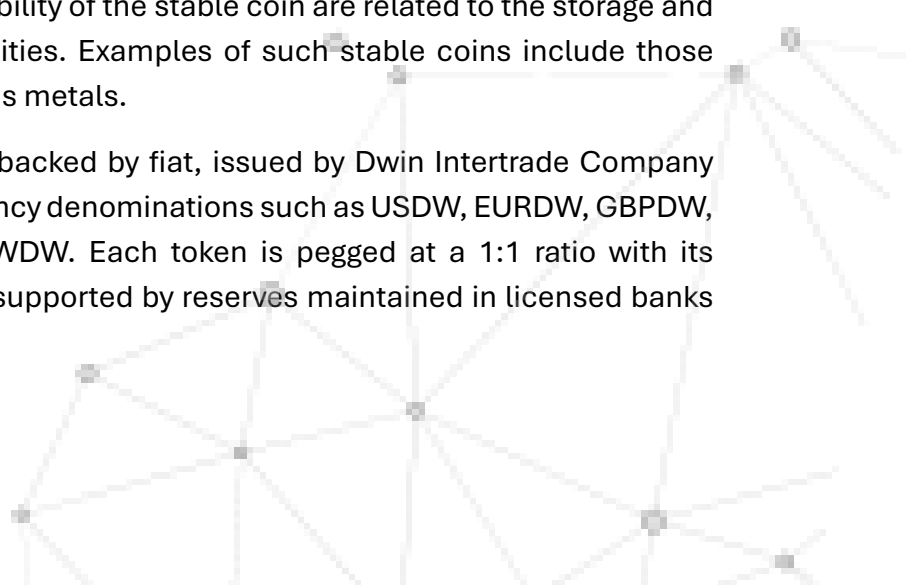 bility of the stable coin are related to the storage and
ities. Examples of such stable coins include those
s metals.
backed by fiat, issued by Dwin Intertrade Company
ncy denominations such as USDW, EURDW, GBPDW,
WDW. Each token is pegged at a 1:1 ratio with its
supported by reserves maintained in licensed banks